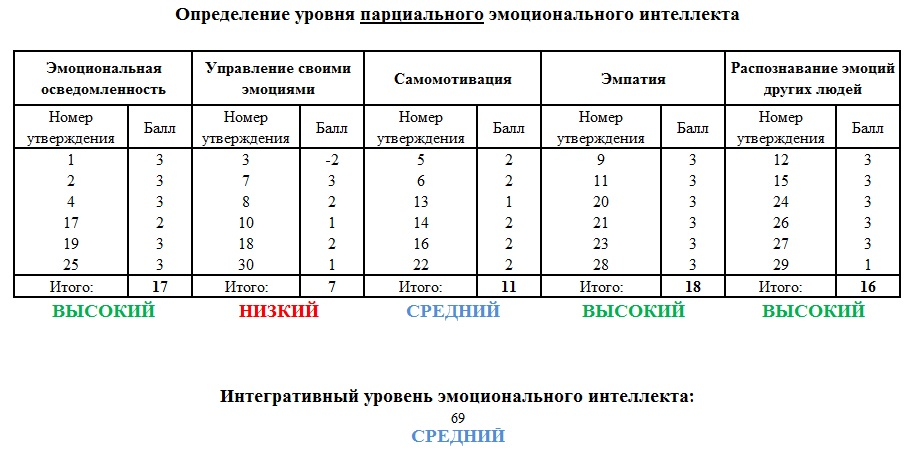 Определение уровня парциального эмоционального интеллекта
Эмоциональная осведомленность Управление своими эмоциями Самомотивация Эмпатия Распознавание эмоций других людей
Номер утверждения Балл Номер утверждения Балл Номер утверждения Балл Номер утверждения Балл Номер утверждения Балл
1 3 3 -2 5 2 9 3 12 3
2 3 7 3 6 2 11 3 15 3
4 3 8 2 13 1 20 3 24 3
17 2 10 1 14 2 21 3 26 3
19 3 18 2 16 2 23 3 27 3
25 3 30 1 22 2 28 3 29 1
Итого: 17 Итого: 7 Итого: 11 Итого: 18 Итого: 16
ВЫСОКИЙ НИЗКИЙ СРЕДНИЙ ВЫСОКИЙ ВЫСОКИЙ
Интегративный уровень эмоционального интеллекта:
69
СРЕДНИЙ